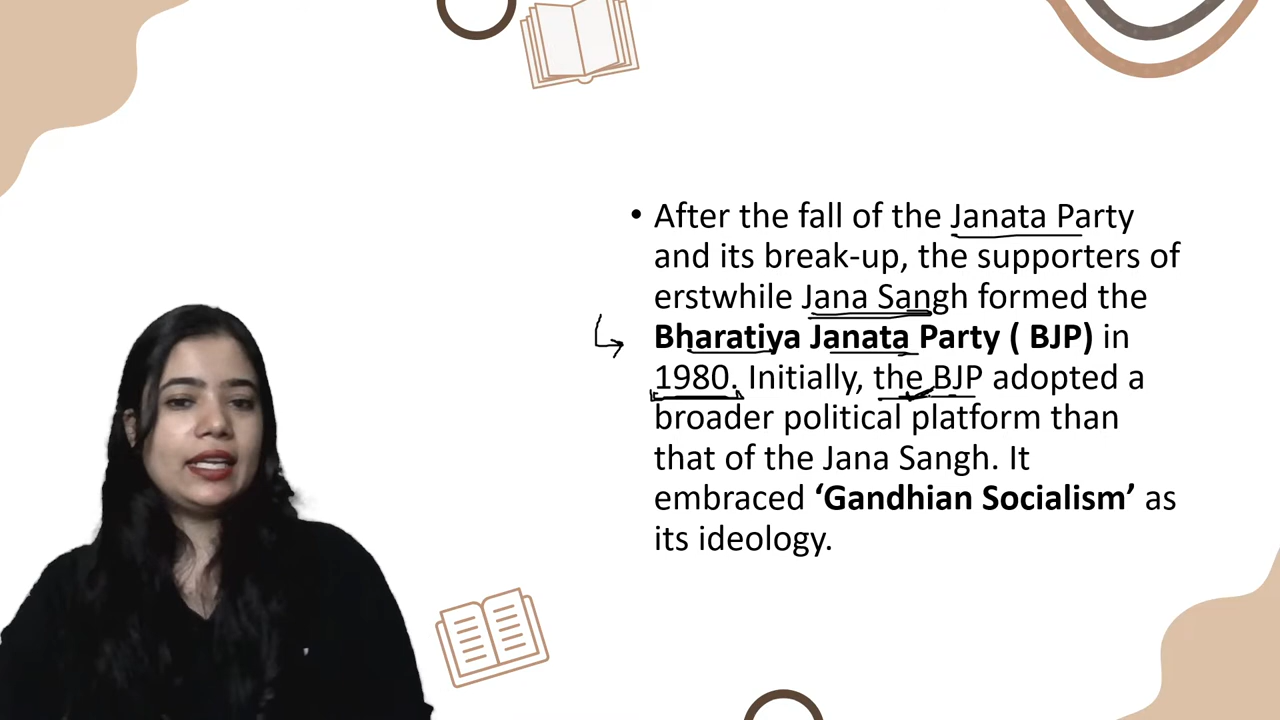 • After the fall of the Janata Party
and its break-up, the supporters of
erstwhile Jana Sangh formed the
Bharatiya Janata Party ( BJP) in
1980. Initially, the BJP adopted a
broader political platform than
that of the Jana Sangh. It
embraced ‘Gandhian Socialism’ as
its ideology.